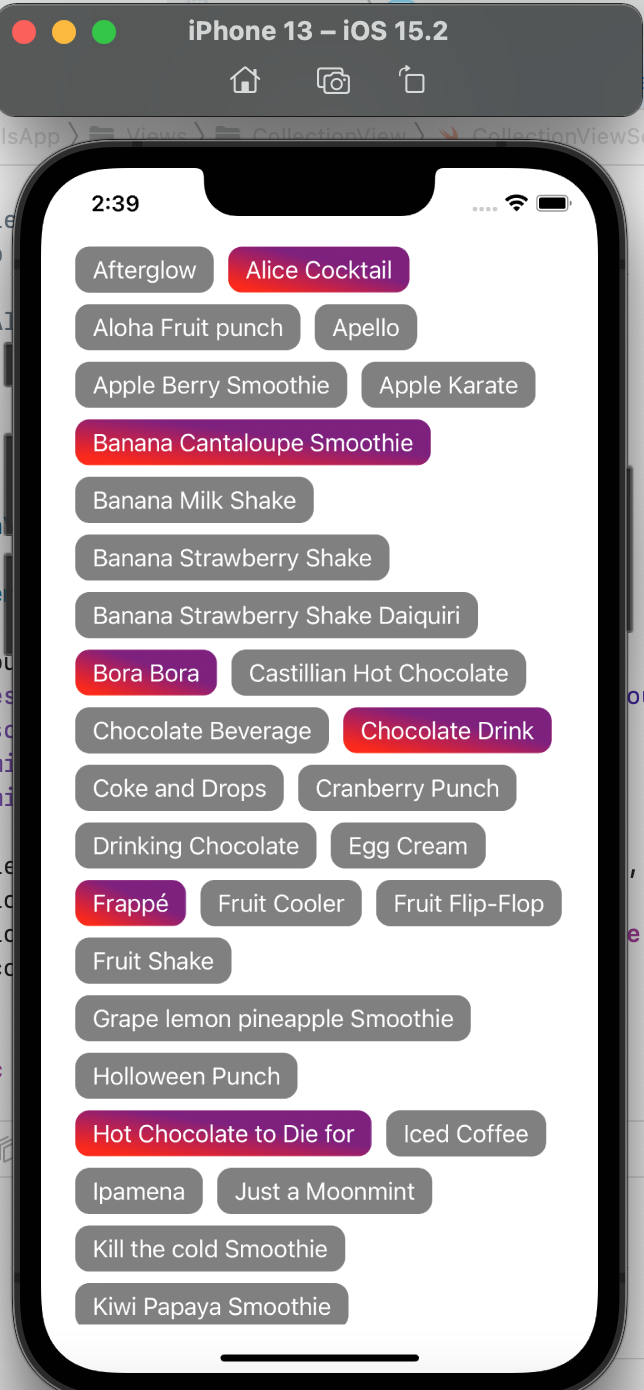 iPhone 13 – iOS 15.2
Views CollectionView
2:39
Afterglow Alice Cocktail
Aloha Fruit punch Apello
Apple Berry Smoothie Apple Karate
Banana Cantaloupe Smoothie
Banana Milk Shake
Banana Strawberry Shake
Banana Strawberry Shake Daiquiri
Bora Bora Castillian Hot Chocolate
Chocolate Beverage Chocolate Drink
Coke and Drops Cranberry Punch
Drinking Chocolate Egg Cream
Frappé Fruit Cooler Fruit Flip-Flop
Fruit Shake
Grape lemon pineapple Smoothie
Holloween Punch
Hot Chocolate to Die for Iced Coffee
Ipamena Just a Moonmint
Kill the cold Smoothie
Kiwi Papaya Smoothie